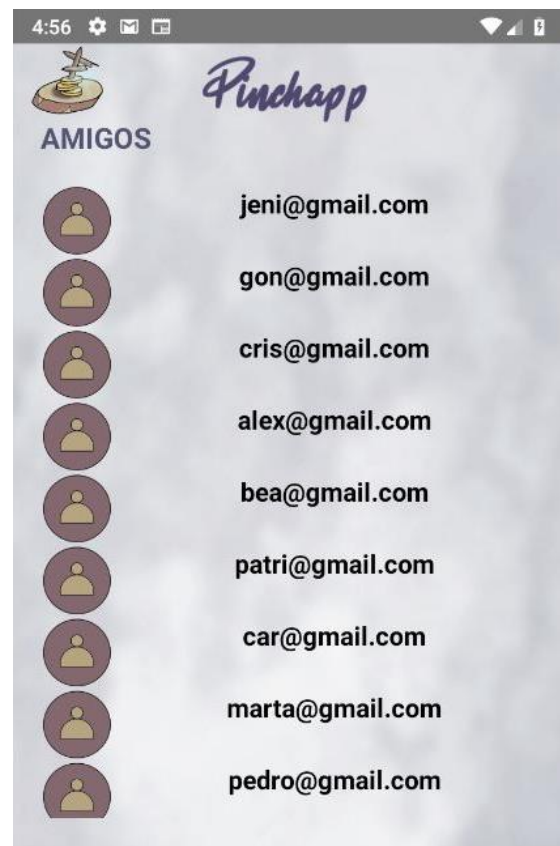 4:56
Pinchapp
AMIGOS
jeni@gmail.com
gon@gmail.com
cris@gmail.com
alex@gmail.com
bea@gmail.com
patri@gmail.com
car@gmail.com
marta@gmail.com
pedro@gmail.com